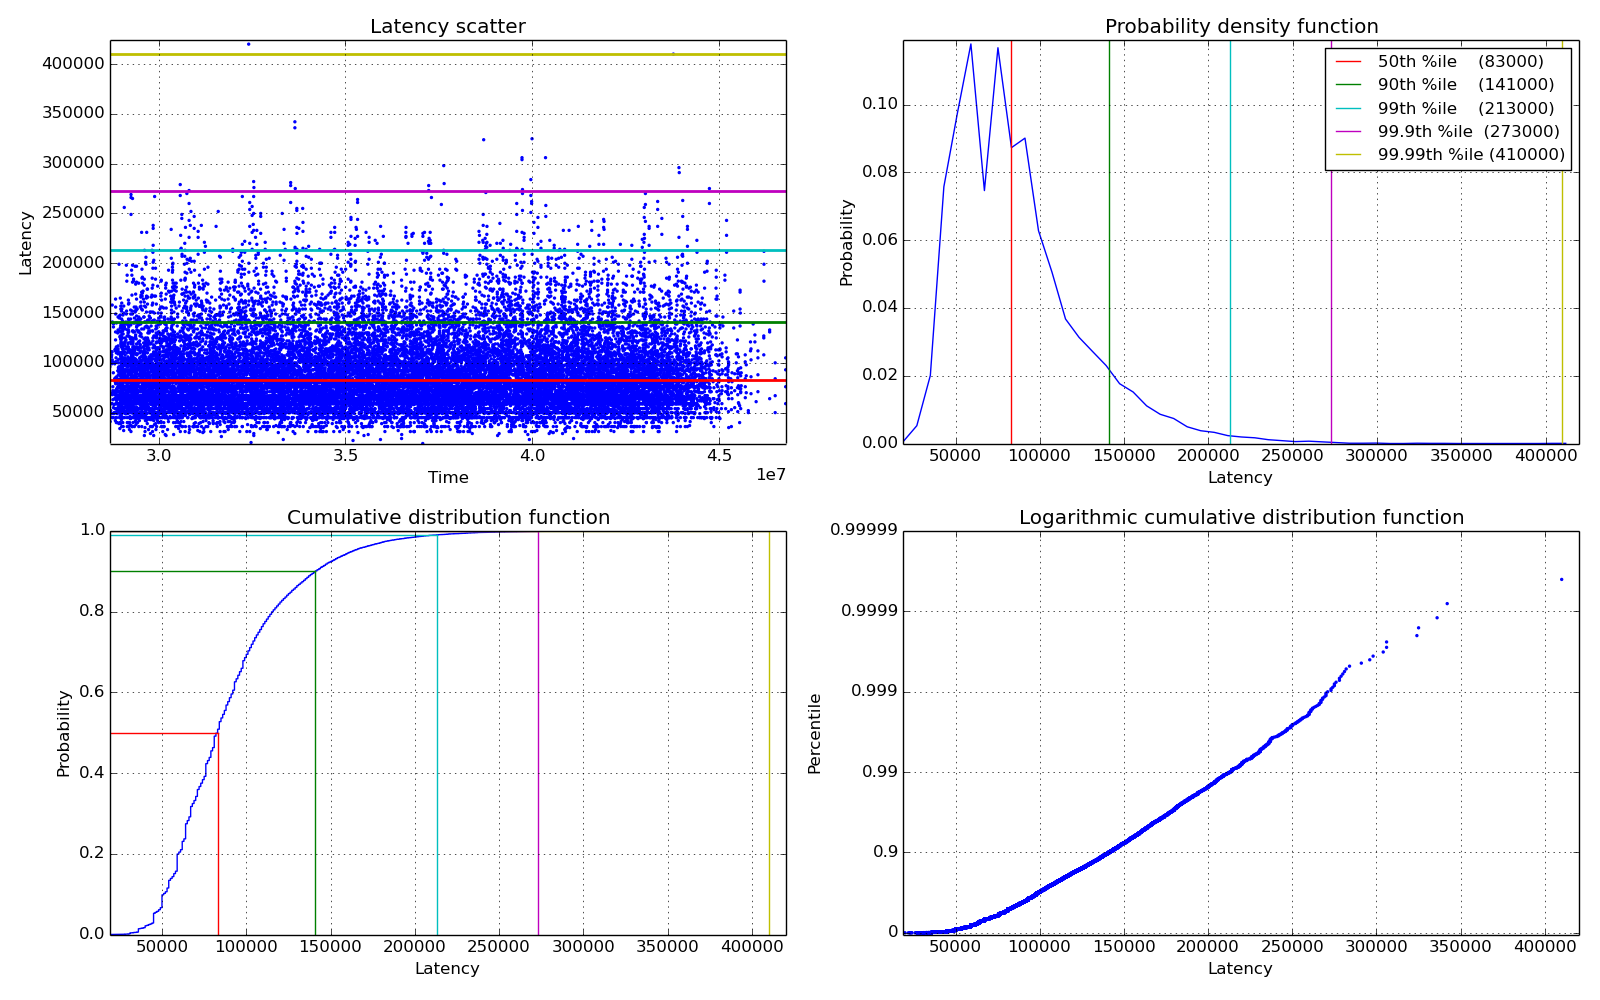 Latency scatter
400000
350000
300000
250000
200000
150000
100000
50000
Latency
3.0 3.5 4.0 4.5
1e7
Time
Probability density function
0.10
0.08
0.06
0.04
0.02
0.00
Probability
50th %ile (83000)
90th %ile (141000)
99th %ile (213000)
99.9th %ile (273000)
99.99th %ile (410000)
50000 100000 150000 200000 250000 300000 350000 400000
Latency
Cumulative distribution function
1.0
0.8
0.6
0.4
0.2
0.0
Probability
50000 100000 150000 200000 250000 300000 350000 400000
Latency
Logarithmic cumulative distribution function
0.99999
0.9999
0.999
0.99
0.9
0
Percentile
50000 100000 150000 200000 250000 300000 350000 400000
Latency